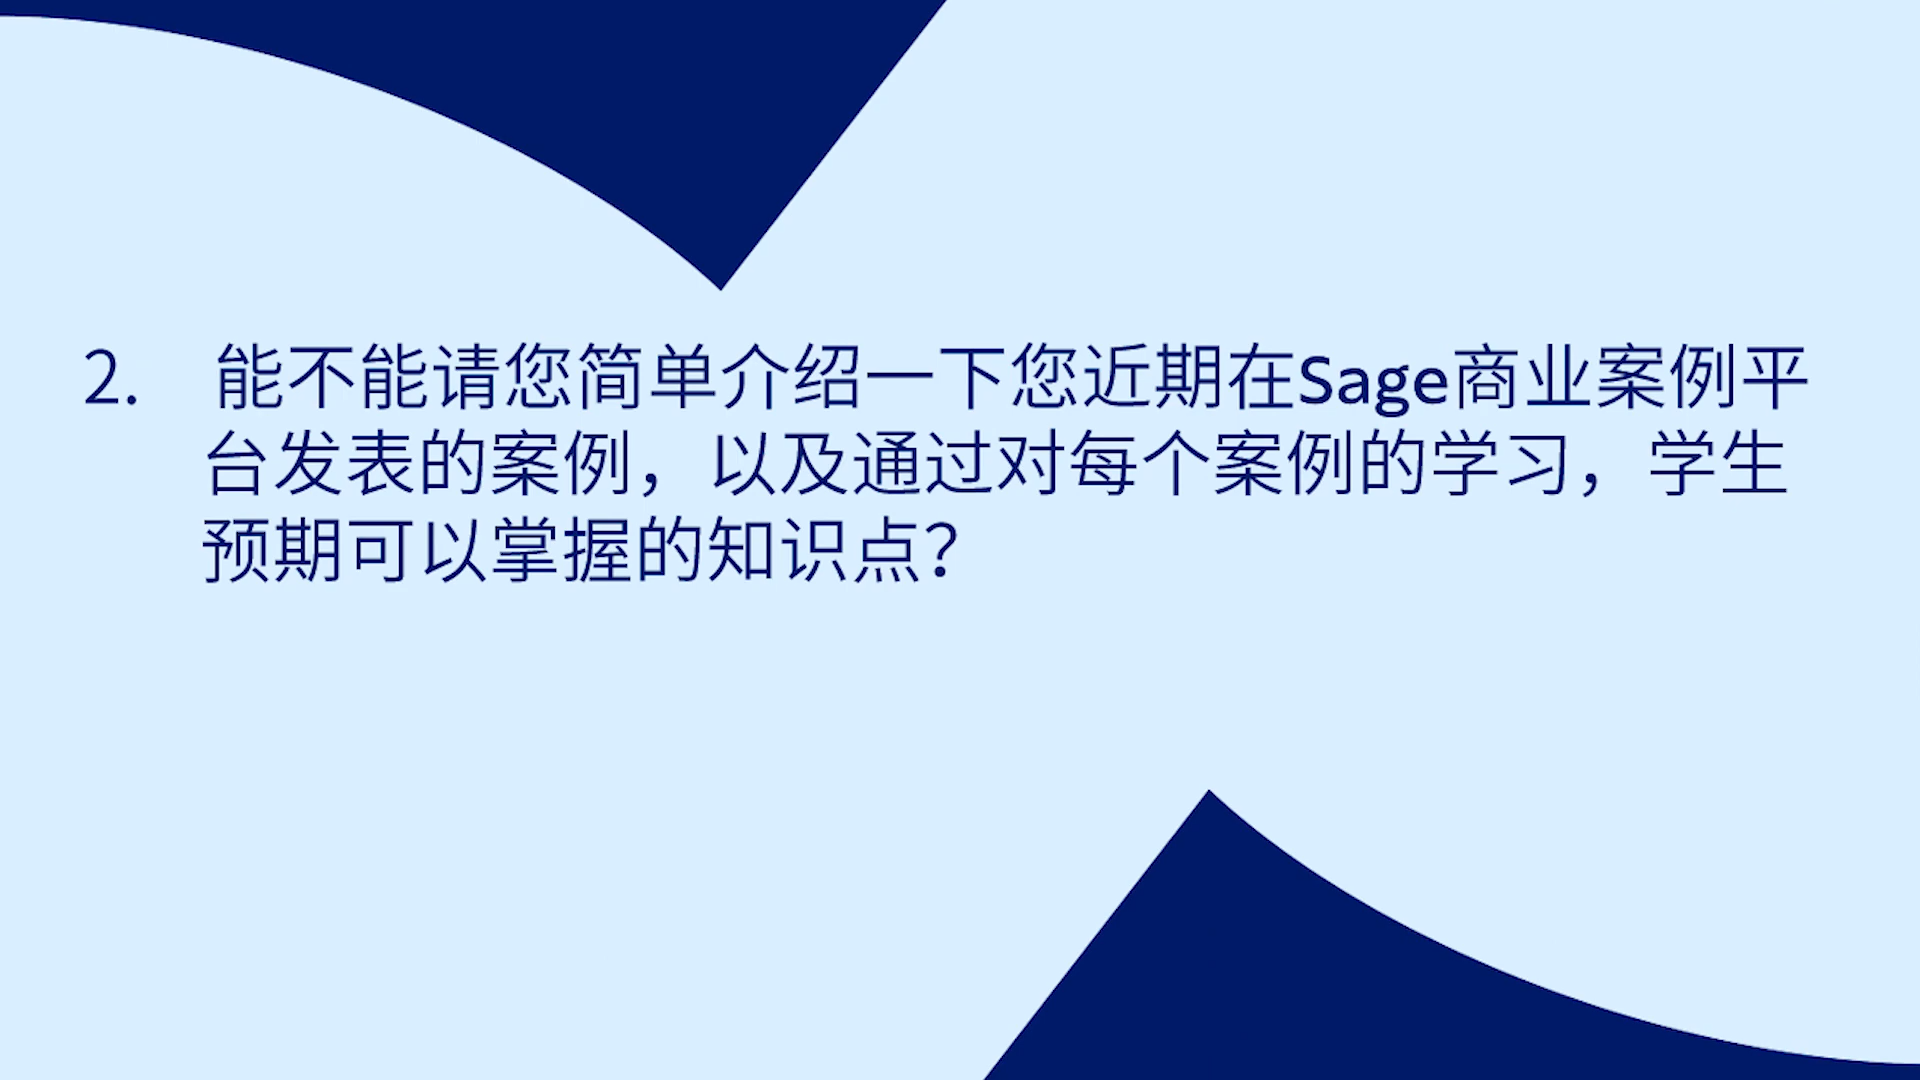 2. 能不能请您简单介绍一下您近期在Sage商业案例平
台发表的案例，以及通过对每个案例的学习，学生
预期可以掌握的知识点？